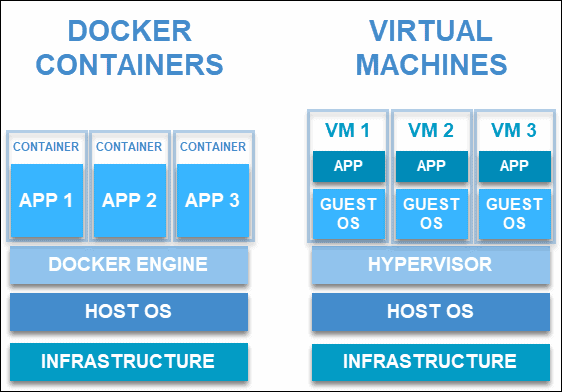 DOCKER
CONTAINERS
CONTAINER CONTAINER CONTAINER
APP 1 APP 2 APP 3
DOCKER ENGINE
HOST OS
INFRASTRUCTURE
VIRTUAL
MACHINES
VM 1 VM 2 VM 3
APP APP APP
GUEST GUEST GUEST
OS OS OS
HYPERVISOR
HOST OS
INFRASTRUCTURE